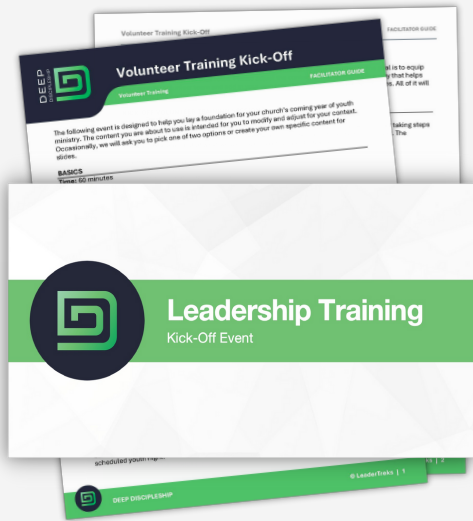 Volunteer Training Kick-Off
FACILITATOR GUIDE
DEEP
DISCIPLESHIP
Volunteer Training Kick-Off
Volunteer Training
FACILITATOR GUIDE
al is to equip
y that helps
s. All of it will
taking steps
The
The following event is designed to help you lay a foundation for your church's coming year of youth
ministry. The content you are about to use is intended for you to modify and adjust for your context.
Occasionally, we will ask you to pick one of two options or create your own specific content for
slides.
BASICS
Time: 60 minutes
Leadership Training
Kick-Off Event
scheduled youth
DEEP DISCIPLESHIP
© LeaderTreks | 1
| 2